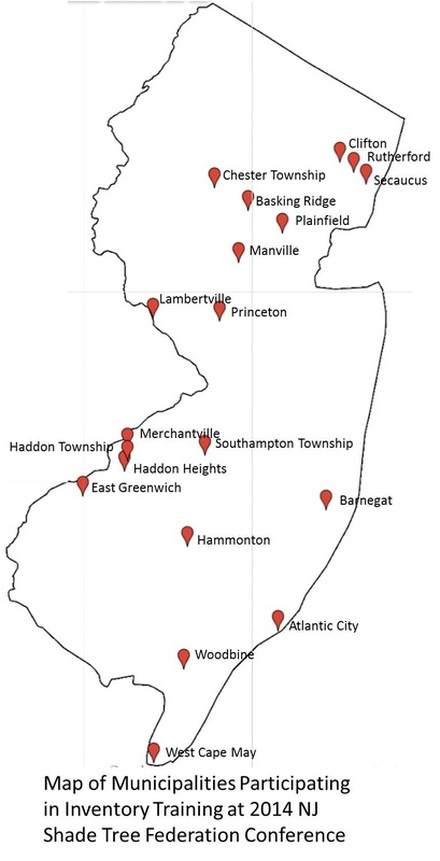 Clifton
Rutherford
Secaucus
Chester Township
Basking Ridge
Plainfield
Manville
Lambertville
Princeton
Merchantville
Haddon Township
Southampton Township
Haddon Heights
East Greenwich
Barnegat
Hammonton
Atlantic City
Woodbine
West Cape May
Map of Municipalities Participating
in Inventory Training at 2014 NJ
Shade Tree Federation Conference